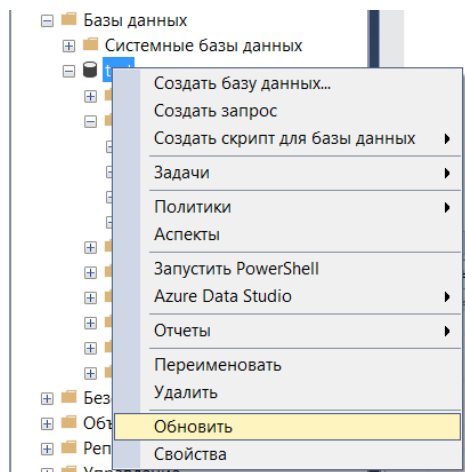 Базы данных
Системные базы данных
Создать базу данных...
Создать запрос
Создать скрипт для базы данных
Задачи
Политики
Аспекты
Запустить PowerShell
Azure Data Studio
Отчеты
Переименовать
Удалить
Обновить
Свойства